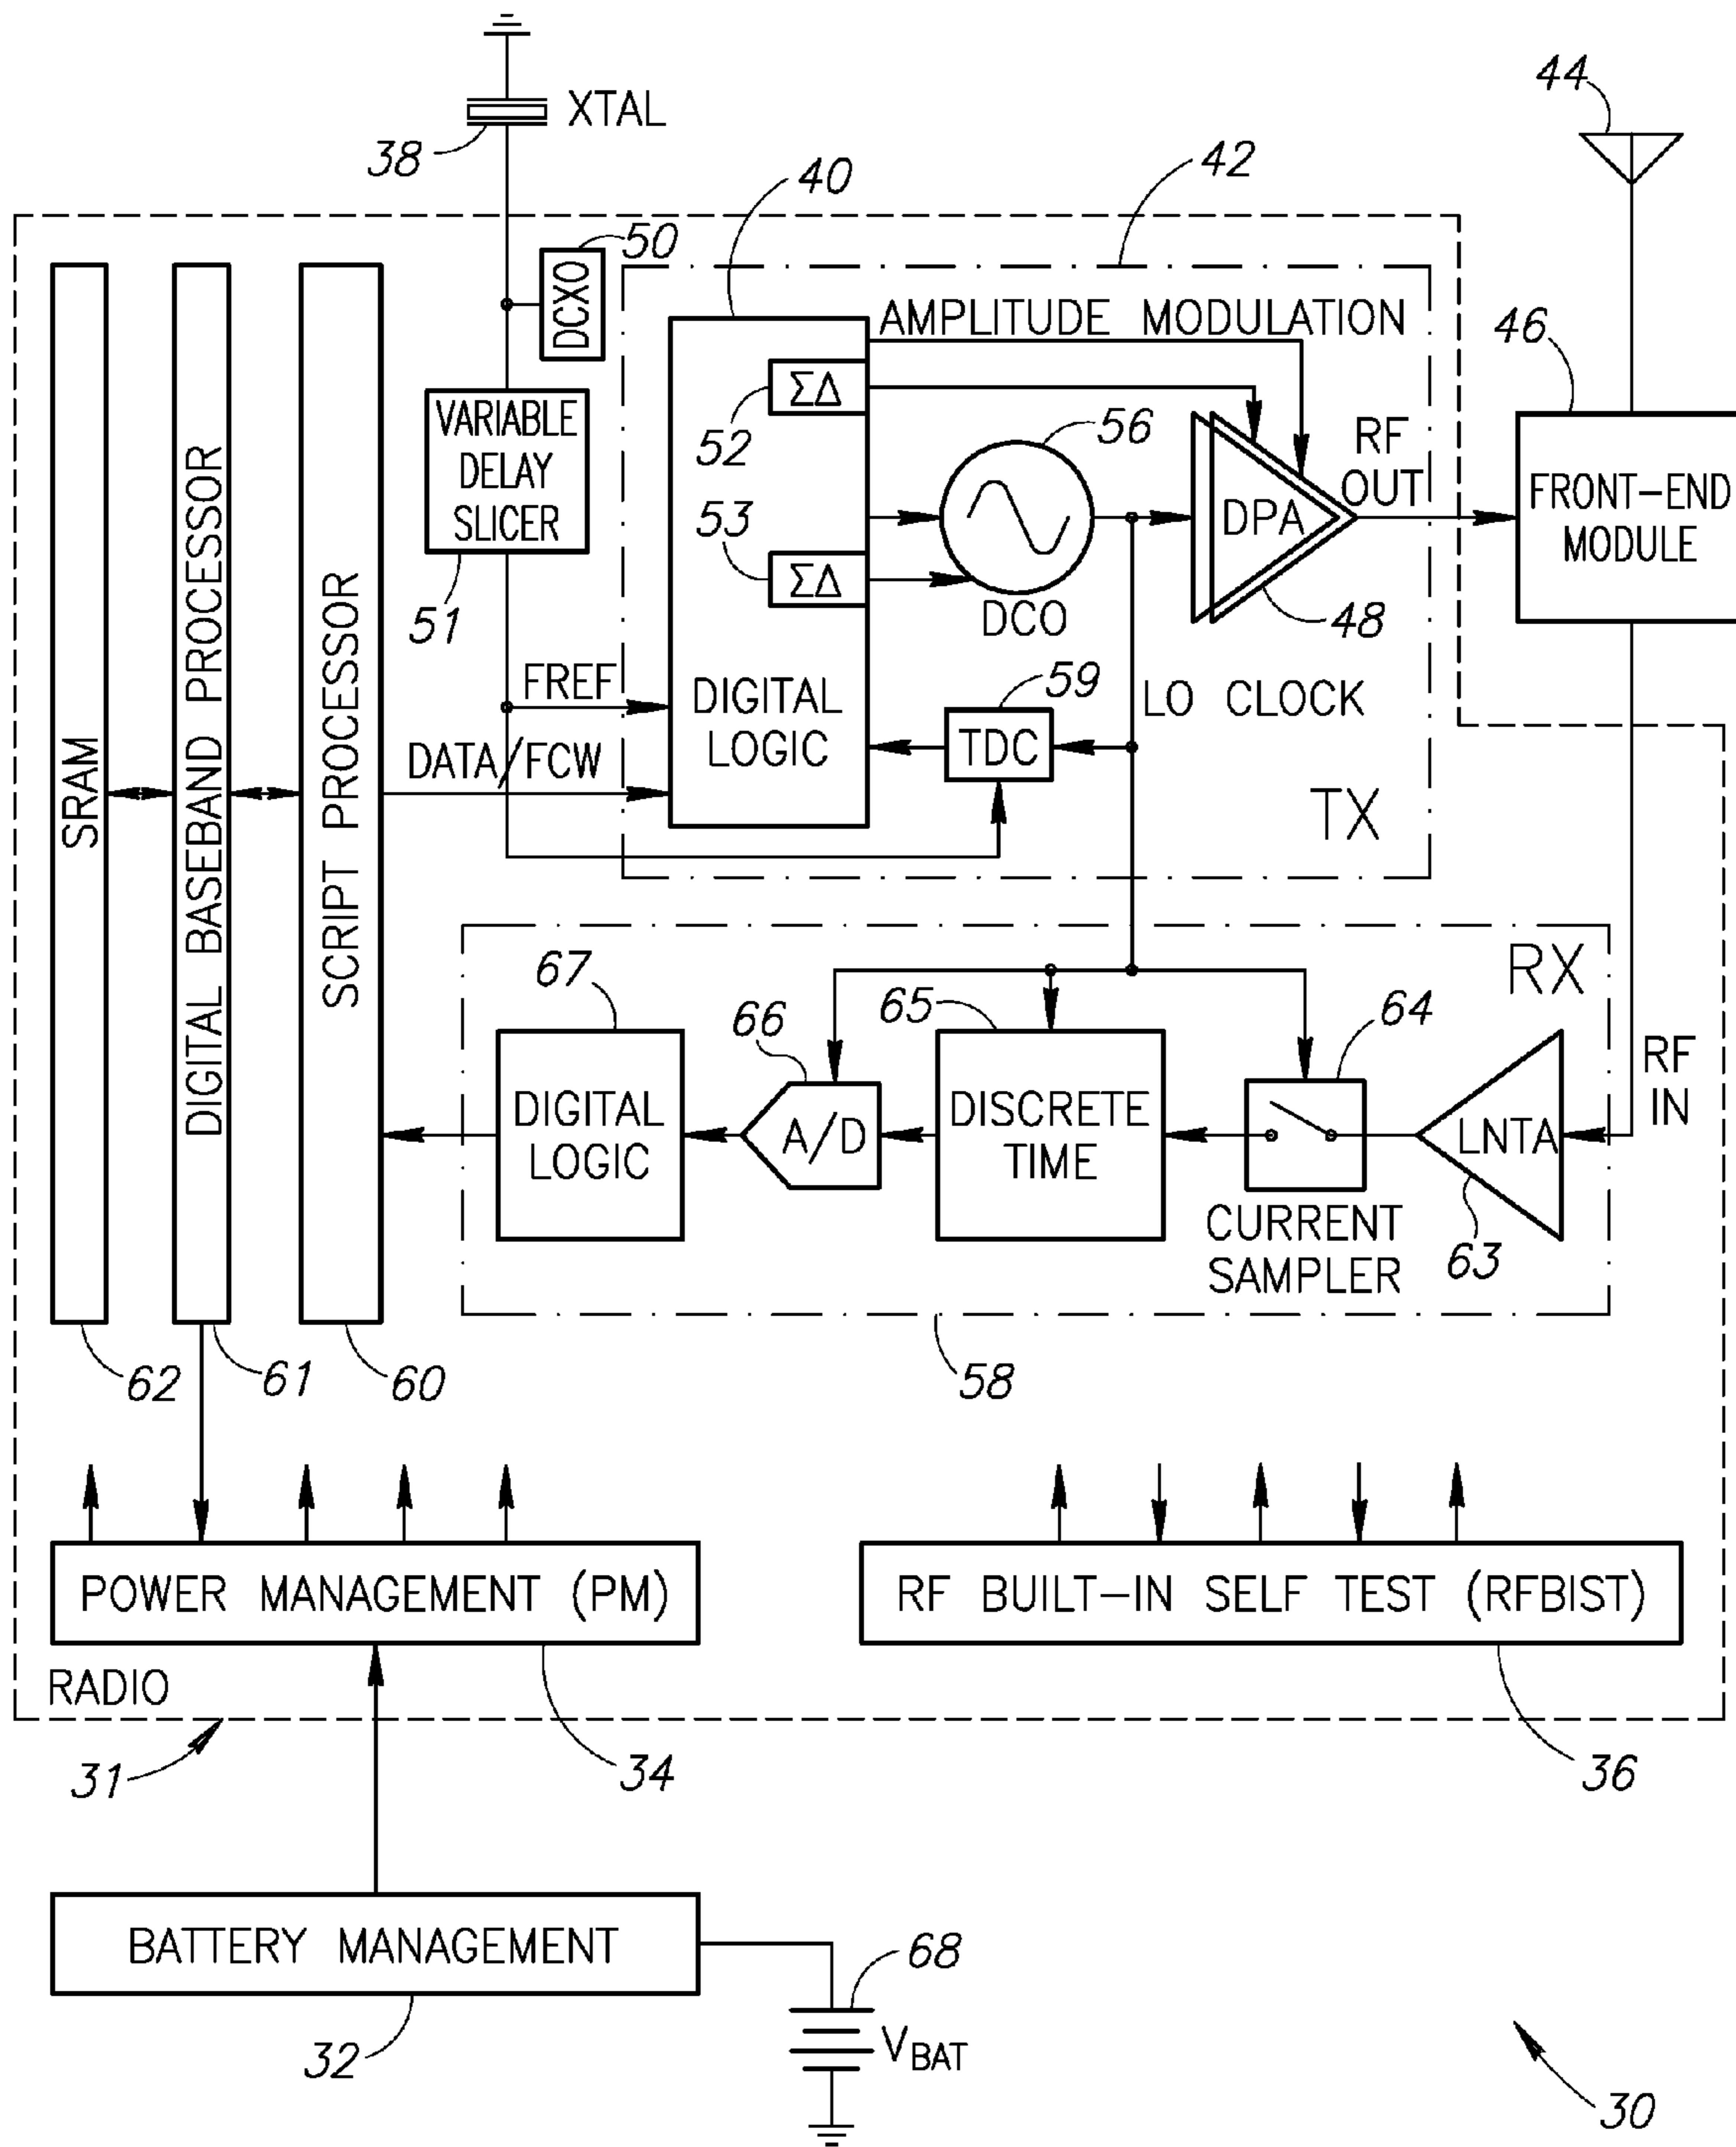 XTAL
38
44
40
42
50
DCXO
AMPLITUDE MODULATION
46
ΣΔ
52
56
VARIABLE
DELAY
SLICER
51
RF
OUT
FRONT-END
MODULE
53
DPA
ΣΔ
DCO
48
FREF
59
LO CLOCK
DIGITAL
LOGIC
TDC
DATA/FCW
TX
SRAM
DIGITAL BASEBAND PROCESSOR
SCRIPT PROCESSOR
67
RX
66
65
64
RF
IN
DIGITAL
LOGIC
A/D
DISCRETE
TIME
LNTA
CURRENT
SAMPLER
63
62
61
60
58
POWER MANAGEMENT (PM)
RF BUILT-IN SELF TEST (RFBIST)
RADIO
31
34
36
BATTERY MANAGEMENT
68
32
VBAT
30